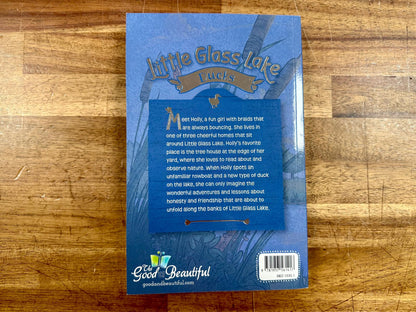 Little Glass Lake
Ducks
Meet Holly, a fun girl with braids that
are always bouncing. She lives in
one of three cheerful homes that sit
around Little Glass Lake. Holly's favorite
place is the tree house at the edge of her
yard, where she loves to read about and
observe nature. When Holly spots an
unfamiliar rowboat and a new type of duck
on the lake, she can only imagine the
wonderful adventures and lessons about
honesty and friendship that are about to
unfold along the banks of Little Glass Lake.
The
Good and the Beautiful
goodandbeautiful.com